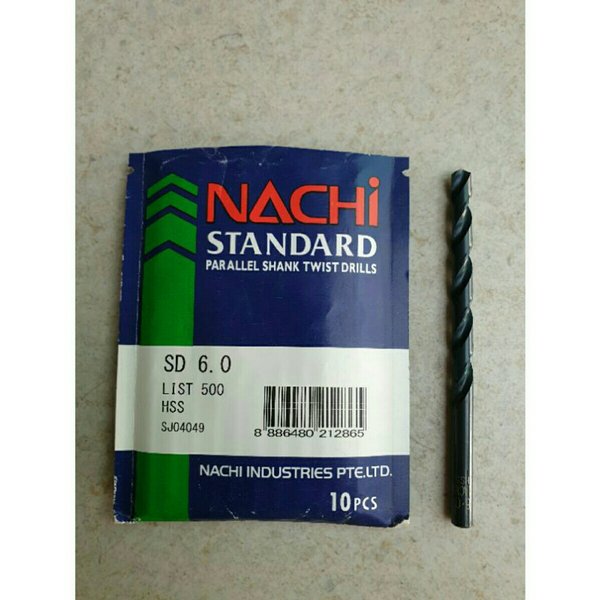 NACHi
STANDARD
PARALLEL SHANK TWIST DRILLS
SD 6.0
LIST 500
HSS
SJ04049
8 886480 212865
NACHI INDUSTRIES PTE.LTD.
10PCS